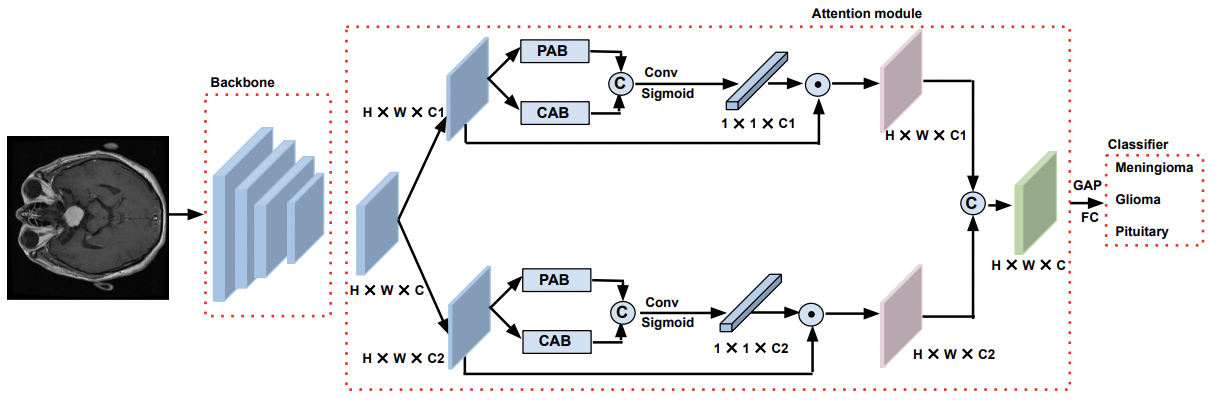 Attention module
Backbone
PAB
CAB
C
Conv
Sigmoid
H × W × C1
1 × 1 × C1
H × W × C1
H × W × C
C
H × W × C
GAP
FC
Classifier
Meningioma
Glioma
Pituitary
PAB
CAB
C
Conv
Sigmoid
H × W × C2
1 × 1 × C2
H × W × C2